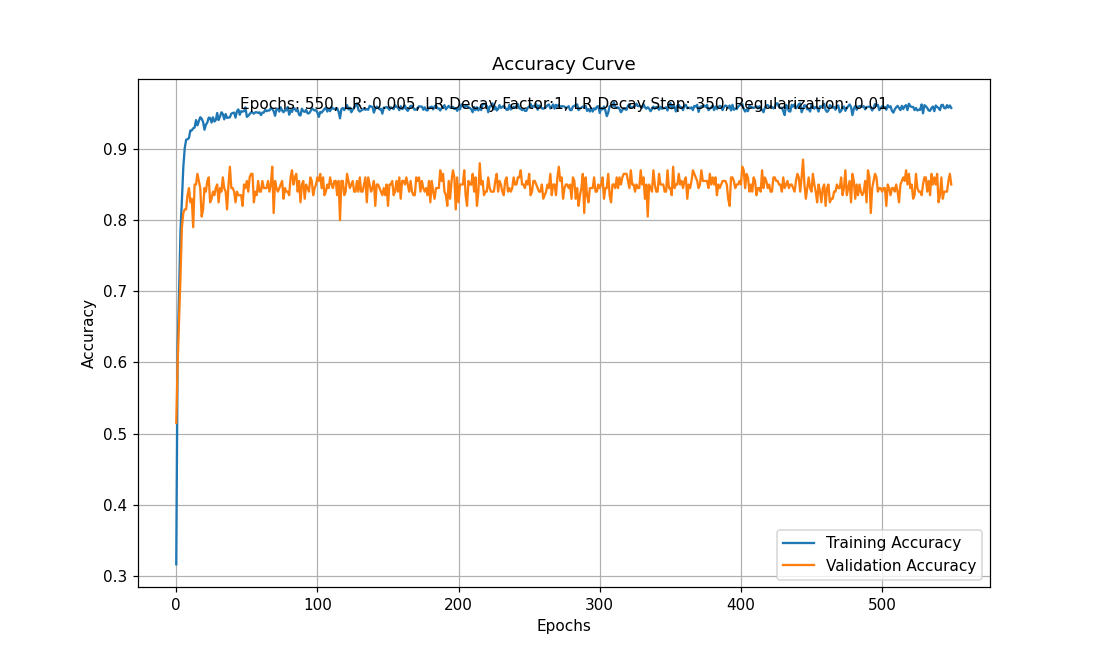 Accuracy Curve
Epochs: 550, LR: 0.005, LR Decay Factor:1, LR Decay Step: 350, Regularization: 0.01
0.9
0.8
0.7
0.6
0.5
0.4
0.3
Accuracy
Training Accuracy
Validation Accuracy
0 100 200 300 400 500
Epochs